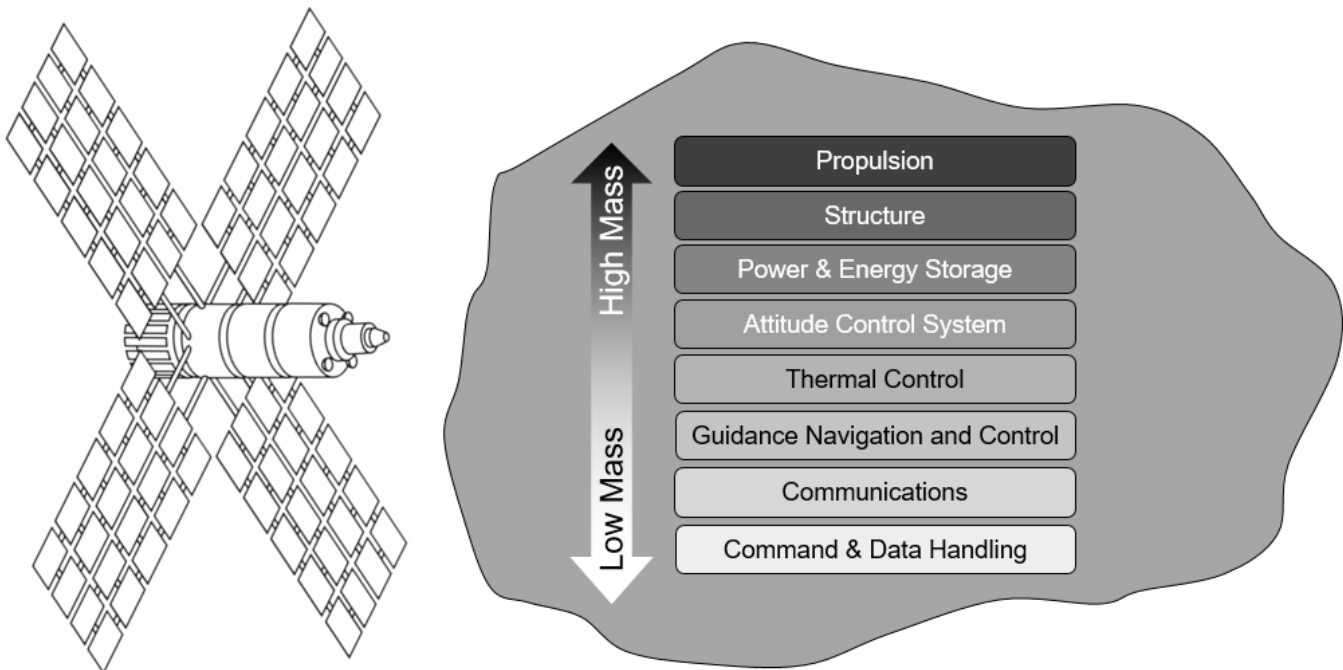 High Mass
Low Mass
Propulsion
Structure
Power & Energy Storage
Attitude Control System
Thermal Control
Guidance Navigation and Control
Communications
Command & Data Handling